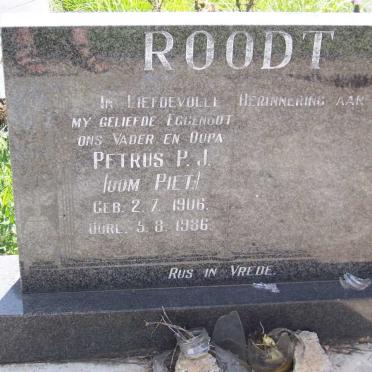 ROODT
IN LIEFDEVOLLE HERINNERING AAN
MY GELIEFDE EGGENOOT
ONS VADER EN OUPA
PETRUS P. J.
(OOM PIET)
GEB. 2. 7. 1906.
OORL. 5. 8. 1986.
RUS IN VREDE.